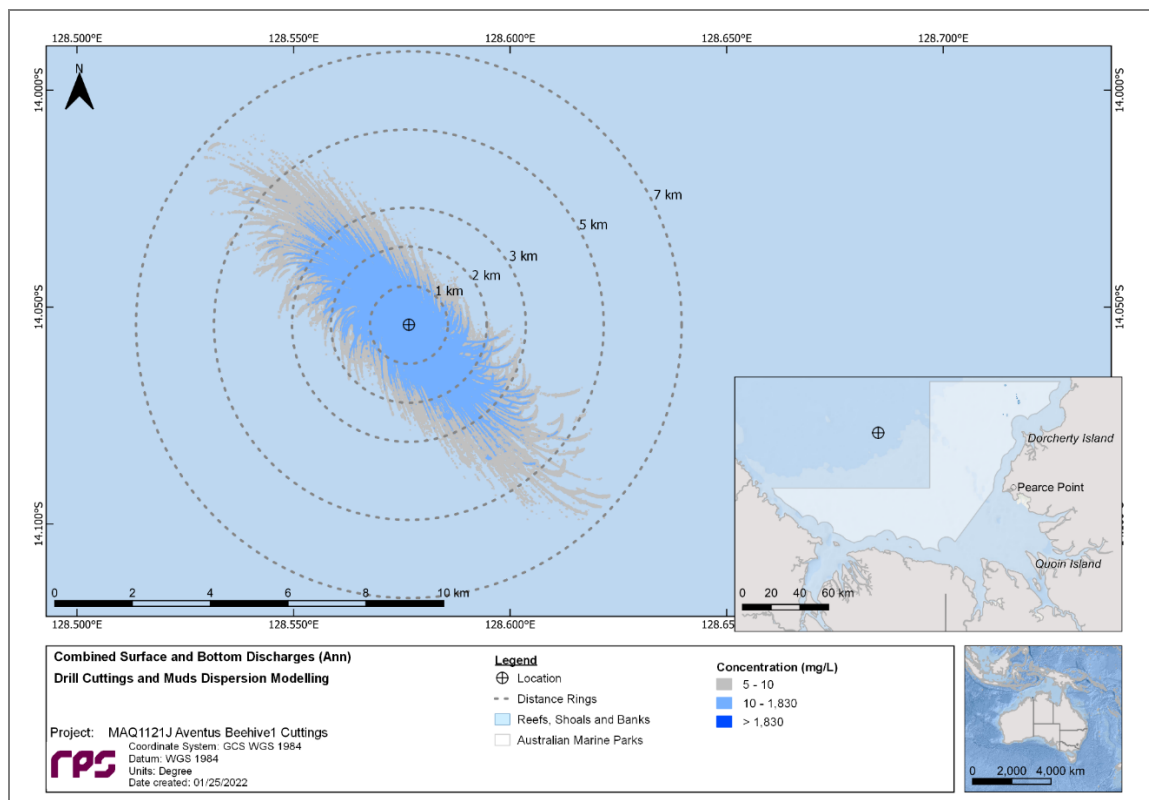 128.500°E
128.550°E
128.600°E
128.650°E
128.700°E
N
14.000°S
14.000°S
7 km
5 km
3 km
2 km
1 km
14.050°S
14.050°S
14.100°S
Dorcherty Island
Pearce Point
Quoin Island
0 20 40 60 km
0 2 4 6 8 10 km
128.500°E
128.550°E
128.600°E
Combined Surface and Bottom Discharges (Ann)
Drill Cuttings and Muds Dispersion Modelling
Project: MAQ1121J Aventus Beehive1 Cuttings
rps
Coordinate System: GCS WGS 1984
Datum: WGS 1984
Units: Degree
Date created: 01/25/2022
Legend
Location
Distance Rings
Reefs, Shoals and Banks
Australian Marine Parks
Concentration (mg/L)
5 - 10
10 - 1,830
> 1,830
0 2,000 4,000 km